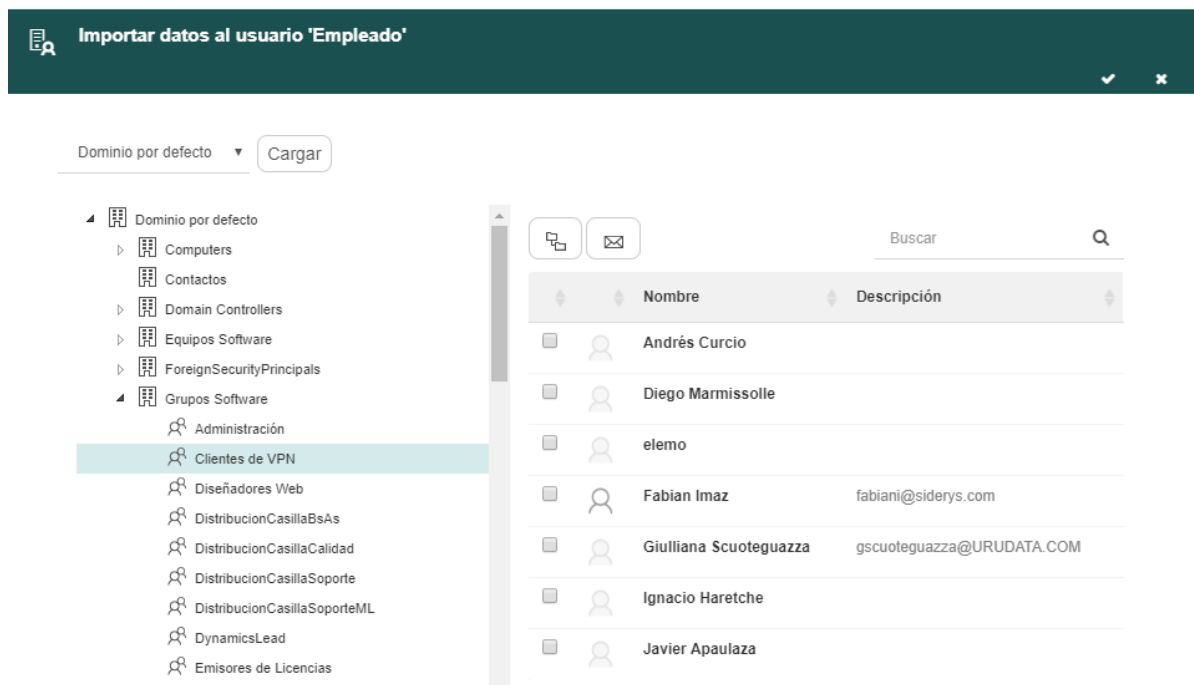 Importar datos al usuario 'Empleado'
Dominio por defecto
Cargar
Dominio por defecto
Computers
Contactos
Domain Controllers
Equipos Software
ForeignSecurityPrincipals
Grupos Software
Administración
Clientes de VPN
Diseñadores Web
DistribucionCasillaBsAs
DistribucionCasillaCalidad
DistribucionCasillaSoporte
DistribucionCasillaSoporteML
DynamicsLead
Emisores de Licencias
Buscar
Nombre Descripción
Andrés Curcio
Diego Marmissolle
elemo
Fabian Imaz fabiani@siderys.com
Giulliana Scuoteguazza gscuoteguazza@URUDATA.COM
Ignacio Haretche
Javier Apaulaza